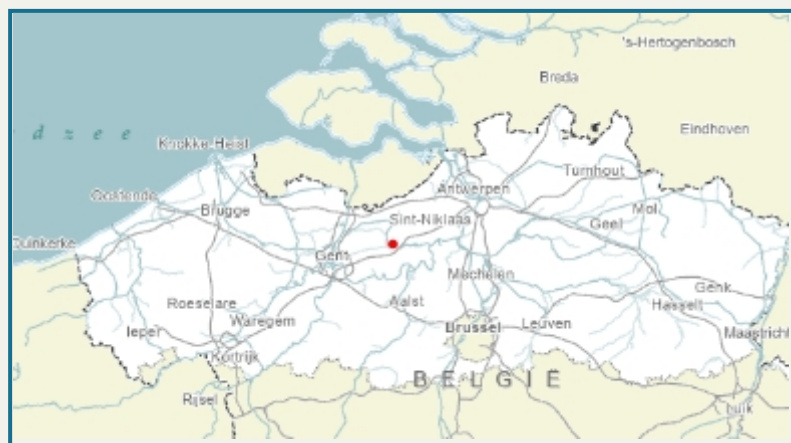 's-Hertogenbosch
Breda
Eindhoven
d z e e
Knokke-Heist
Turnhout
Antwerpen
Oostende
Mol
Brugge
Sint-Niklaas
Geel
Duinkerke
Gent
Mechelen
Genk
Roeselare
Aalst
Hasselt
Ieper
Waregem
Brussel
Leuven
Maastricht
Kortrijk
BELGIË
Rijsel
Luik